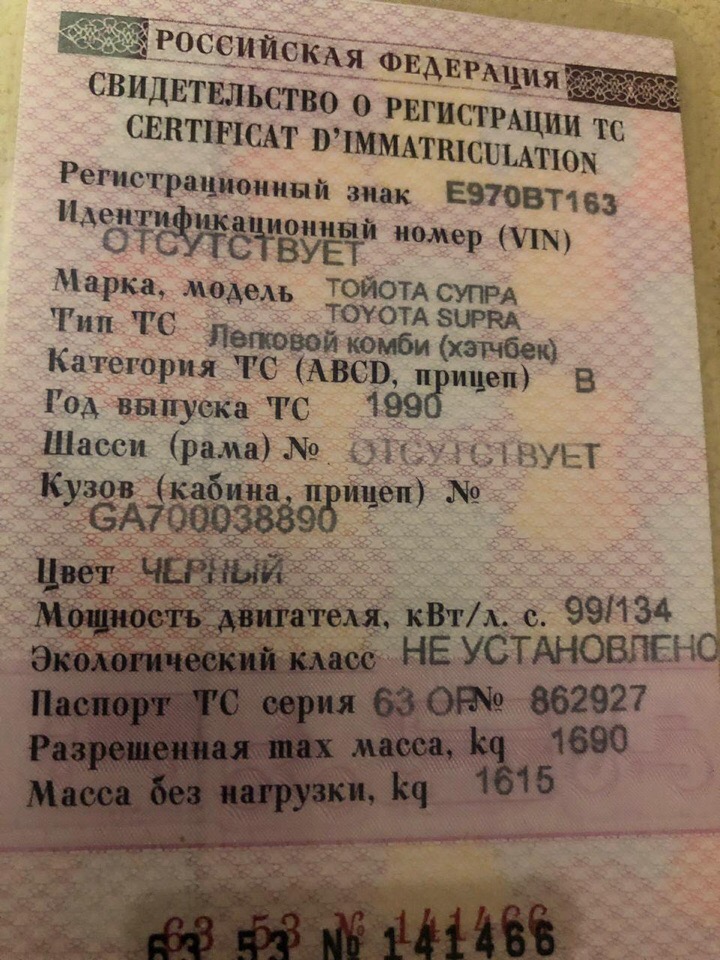 РОССИЙСКАЯ ФЕДЕРАЦИЯ
СВИДЕТЕЛЬСТВО О РЕГИСТРАЦИИ ТС
CERTIFICAT D'IMMATRICULATION
Регистрационный знак Е970ВТ163
Идентификационный номер (VIN)
ОТСУТСТВУЕТ
Марка, модель ТОЙОТА СУПРА
TOYOTA SUPRA
Тип ТС Легковой комби (хэтчбек)
Категория ТС (ABCD, прицеп) B
Год выпуска ТС 1990
Шасси (рама) № ОТСУТСТВУЕТ
Кузов (кабина, прицеп) №
GA700038890
Цвет ЧЕРНЫЙ
Мощность двигателя, кВт/л. с. 99/134
Экологический класс НЕ УСТАНОВЛЕНО
Паспорт ТС серия 63 ОР № 862927
Разрешенная max масса, kq 1690
Масса без нагрузки, kq 1615
63 53 № 141466